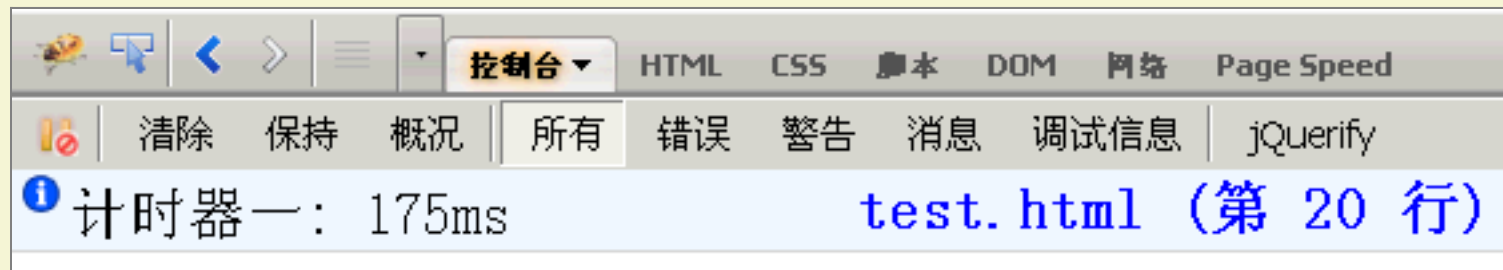 控制台 HTML CSS 脚本 DOM 网络 Page Speed
清除 保持 概况 所有 错误 警告 消息 调试信息 jQuerify
计时器一: 175ms test.html (第 20 行)